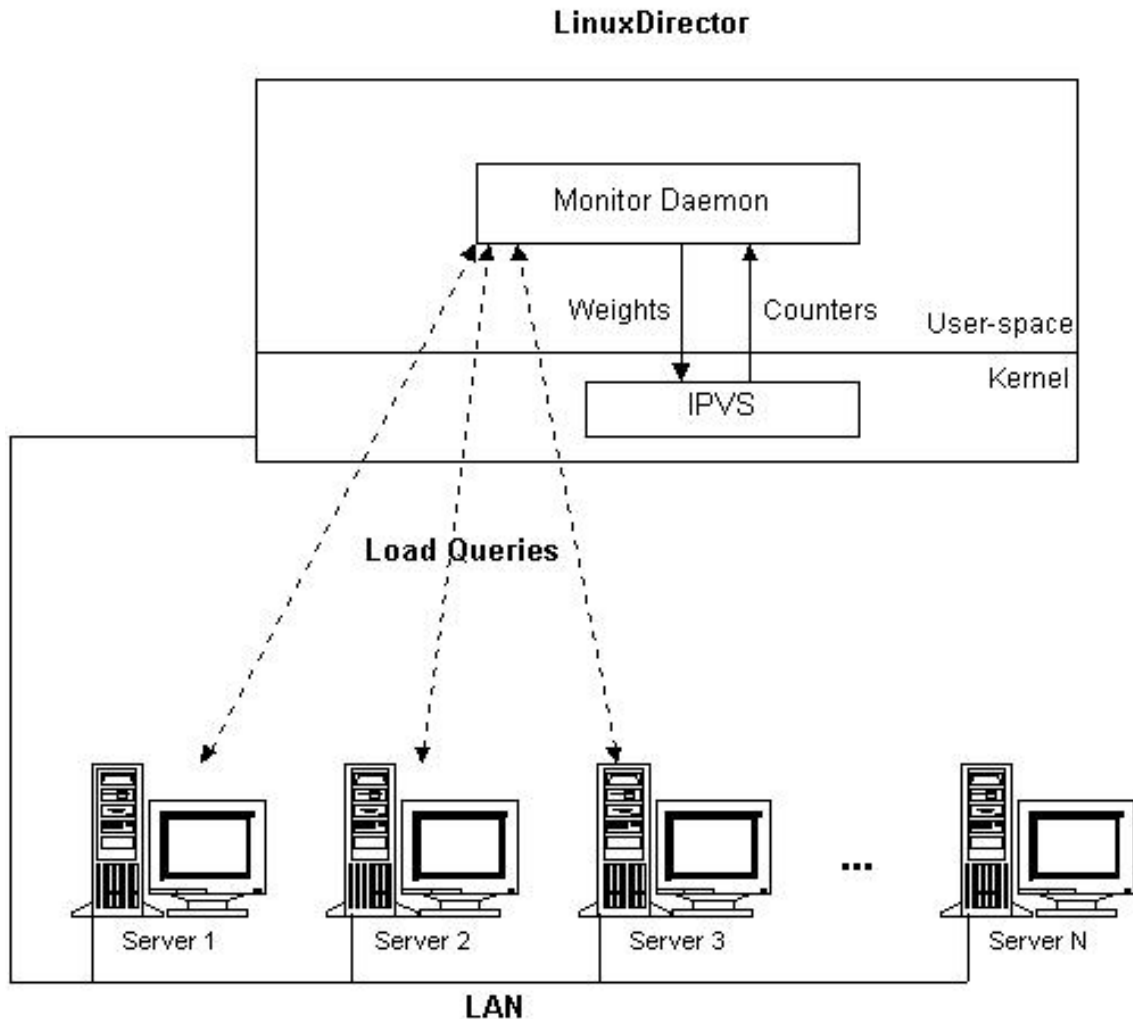 LinuxDirector
Monitor Daemon
Weights
Counters
User-space
Kernel
IPVS
Load Queries
...
Server 1
Server 2
Server 3
Server N
LAN